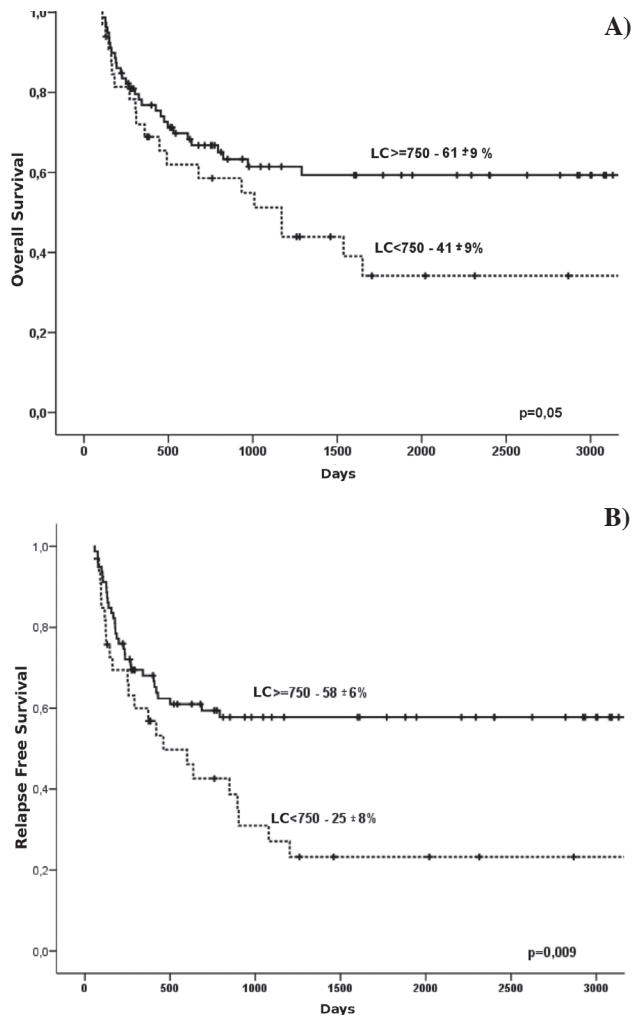 A)
1,0
0,8
0,6
0,4
0,2
0,0
Overall Survival
LC>=750 - 61 ± 9 %
LC<750 - 41 ± 9%
p=0,05
0 500 1000 1500 2000 2500 3000
Days
B)
1,0
0,8
0,6
0,4
0,2
0,0
Relapse Free Survival
LC>=750 - 58 ± 6%
LC<750 - 25 ± 8%
p=0,009
0 500 1000 1500 2000 2500 3000
Days